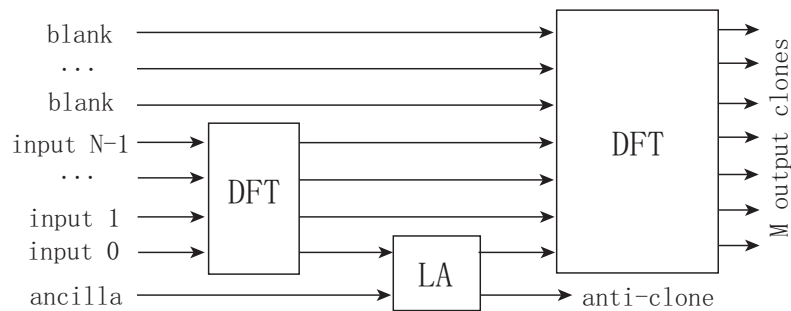 blank
...
blank
input N-1
...
input 1
input 0
ancilla
DFT
LA
DFT
anti-clone
M output clones